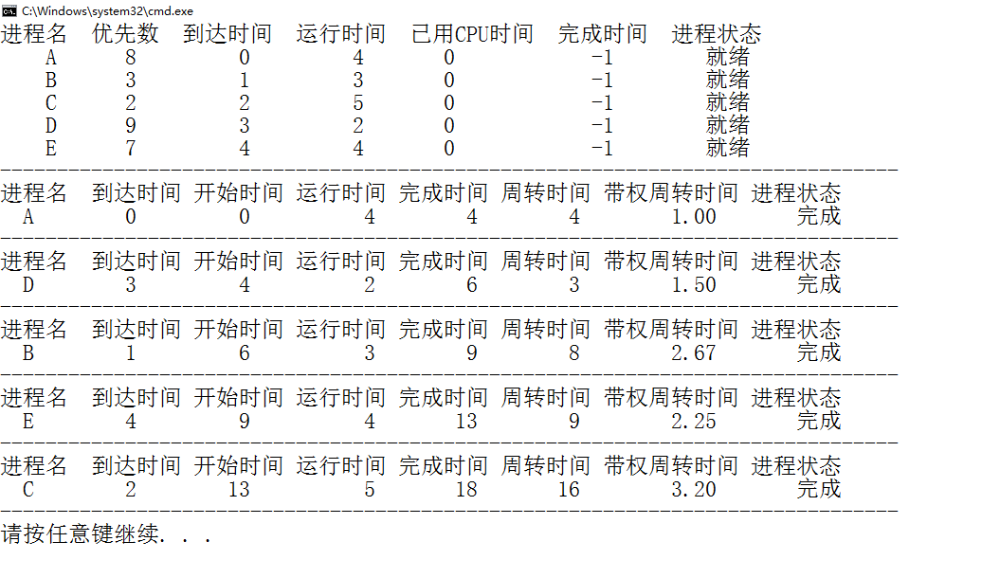 C:\Windows\system32\cmd.exe
进程名 优先数 到达时间 运行时间 已用CPU时间 完成时间 进程状态
A 8 0 4 0 -1 就绪
B 3 1 3 0 -1 就绪
C 2 2 5 0 -1 就绪
D 9 3 2 0 -1 就绪
E 7 4 4 0 -1 就绪
------------------------------------------------------------------------------
进程名 到达时间 开始时间 运行时间 完成时间 周转时间 带权周转时间 进程状态
A 0 0 4 4 4 1.00 完成
------------------------------------------------------------------------------
进程名 到达时间 开始时间 运行时间 完成时间 周转时间 带权周转时间 进程状态
D 3 4 2 6 3 1.50 完成
------------------------------------------------------------------------------
进程名 到达时间 开始时间 运行时间 完成时间 周转时间 带权周转时间 进程状态
B 1 6 3 9 8 2.67 完成
------------------------------------------------------------------------------
进程名 到达时间 开始时间 运行时间 完成时间 周转时间 带权周转时间 进程状态
E 4 9 4 13 9 2.25 完成
------------------------------------------------------------------------------
进程名 到达时间 开始时间 运行时间 完成时间 周转时间 带权周转时间 进程状态
C 2 13 5 18 16 3.20 完成
------------------------------------------------------------------------------
请按任意键继续. . .